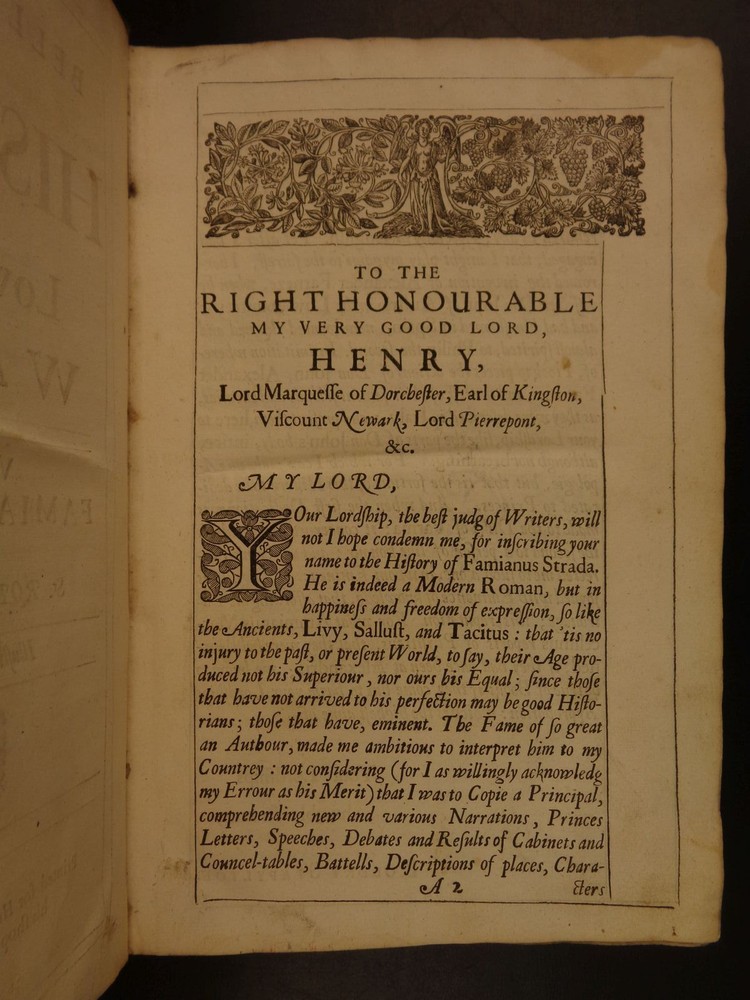 TO THE
RIGHT HONOURABLE
MY VERY GOOD LORD,
HENRY,
Lord Marqueſſe of Dorcheſter, Earl of Kingſton,
Viſcount Newark, Lord Pierrepont,
&c.
MY LORD,
YOur Lordſhip, the beſt judg of Writers, will
not I hope condemn me, for inſcribing your
name to the Hiſtory of Famianus Strada.
He is indeed a Modern Roman, but in
happineſs and freedom of expreſſion, ſo like
the Ancients, Livy, Salluſt, and Tacitus : that 'tis no
injury to the paſt, or preſent World, to ſay, their Age pro-
duced not his Superiour, nor ours his Equal ; ſince thoſe
that have not arrived to his perfection may be good Hiſto-
rians ; thoſe that have, eminent. The Fame of ſo great
an Authour, made me ambitious to interpret him to my
Countrey : not conſidering (for I as willingly acknowledg
my Errour as his Merit) that I was to Copie a Principal,
comprehending new and various Narrations, Princes
Letters, Speeches, Debates and Reſults of Cabinets and
Councel-tables, Battells, Deſcriptions of places, Chara-
A 2 cters
BELL
HIS
LOW
WA
FAMIA